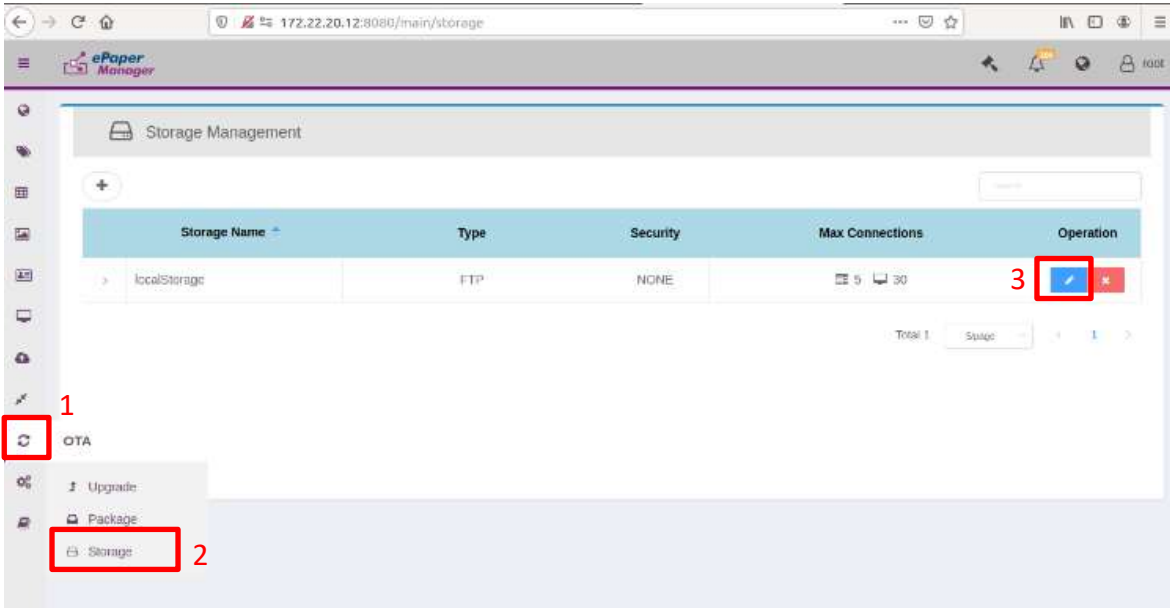 172.22.20.12:8080/main/storage
ePaper
Manager
root
Storage Management
Storage Name Type Security Max Connections Operation
localStorage FTP NONE 5 30
3
Total 1 1
1
OTA
Upgrade
Package
Storage
2